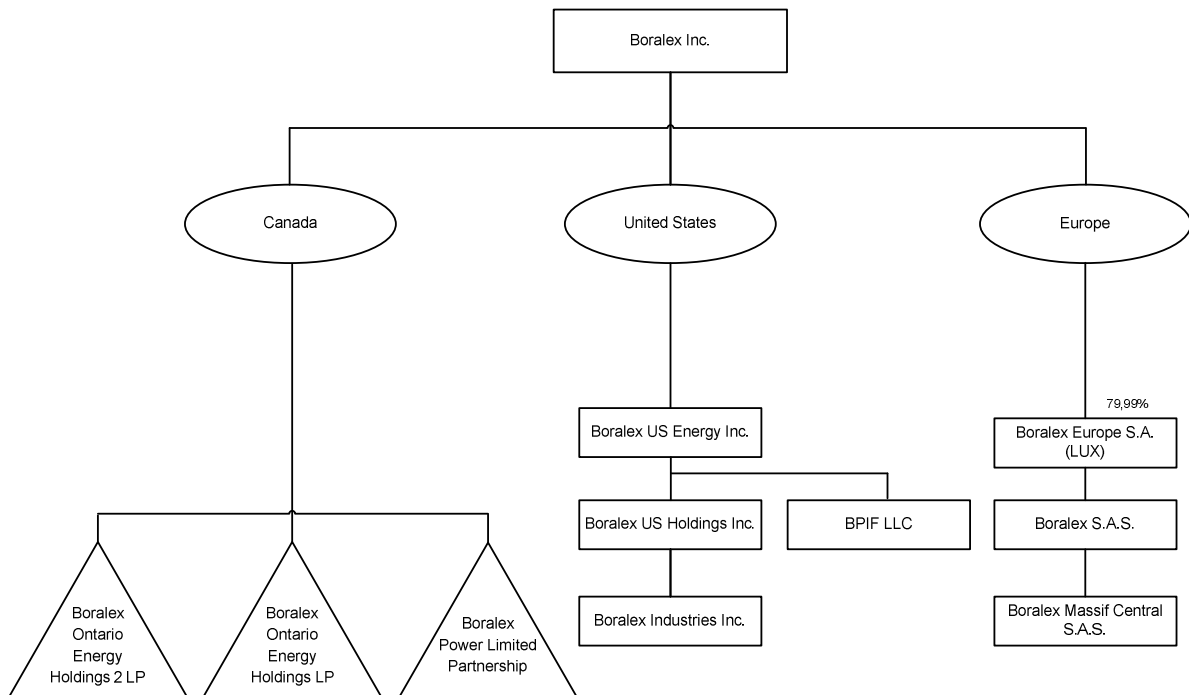 Boralex Inc.
Canada
United States
Europe
79,99%
Boralex US Energy Inc.
Boralex Europe S.A.
(LUX)
Boralex US Holdings Inc.
BPIF LLC
Boralex S.A.S.
Boralex
Ontario
Energy
Holdings 2 LP
Boralex
Ontario
Energy
Holdings LP
Boralex
Power Limited
Partnership
Boralex Industries Inc.
Boralex Massif Central
S.A.S.